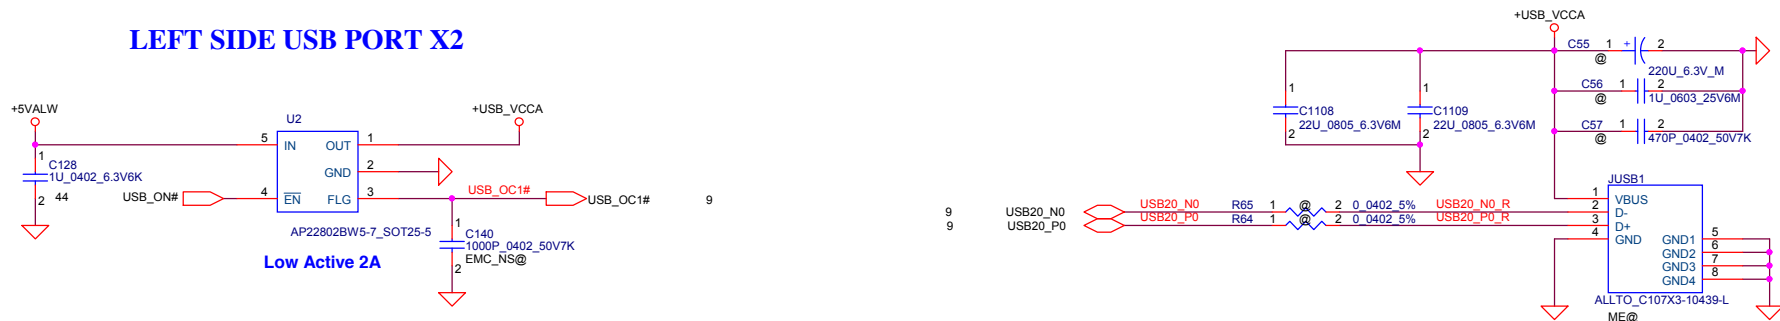 LEFT SIDE USB PORT X2
+5VALW
U2
+USB_VCCA
5 IN OUT 1
GND 2
4 EN FLG 3
1
C128
1U_0402_6.3V6K
2 44
USB_ON#
USB_OC1#
USB_OC1# 9
AP22802BW5-7_SOT25-5
1
C140
1000P_0402_50V7K
EMC_NS@
2
Low Active 2A
+USB_VCCA
C55 1 + 2
@
220U_6.3V_M
C56 1 2
@
1U_0603_25V6M
C57 1 2
@
470P_0402_50V7K
1
C1108
22U_0805_6.3V6M
2
1
C1109
22U_0805_6.3V6M
2
9 USB20_N0 USB20_N0 R65 1 @ 2 0_0402_5% USB20_N0_R
9 USB20_P0 USB20_P0 R64 1 @ 2 0_0402_5% USB20_P0_R
JUSB1
1 VBUS
2 D-
3 D+
4 GND
GND1 5
GND2 6
GND3 7
GND4 8
ALLTO_C107X3-10439-L
ME@